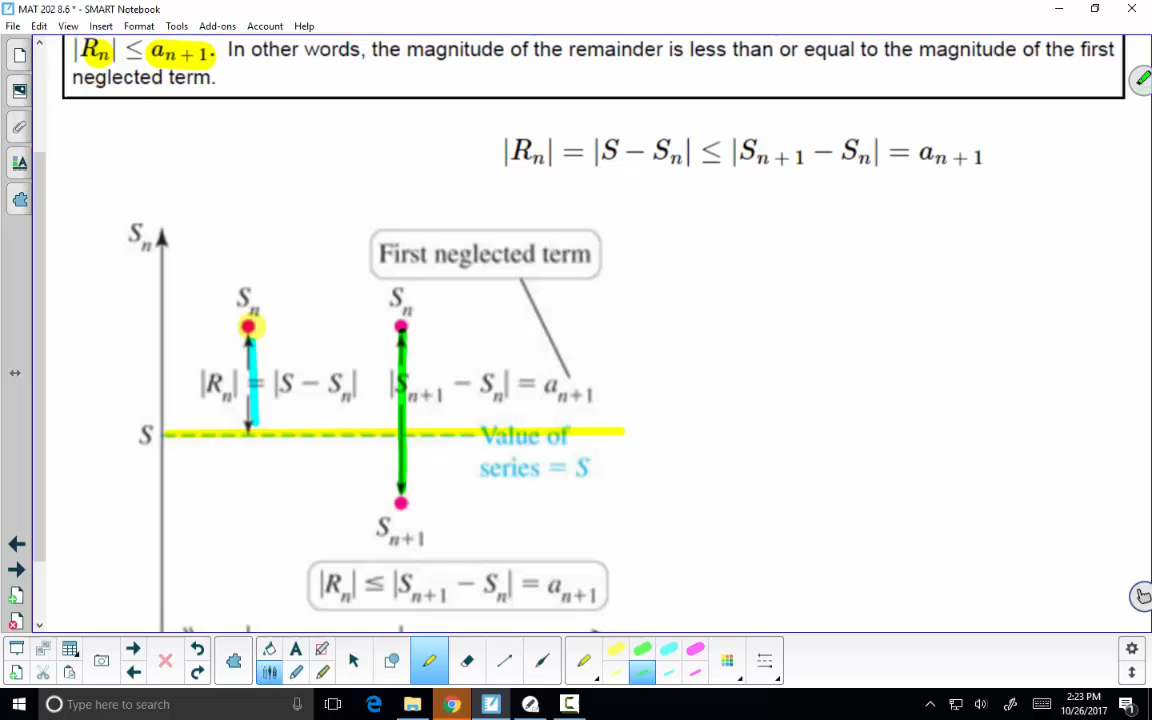 MAT 202 8.6 * - SMART Notebook
File Edit View Insert Format Tools Add-ons Account Help
|Rₙ| ≤ aₙ₊₁. In other words, the magnitude of the remainder is less than or equal to the magnitude of the first
neglected term.
|Rₙ| = |S − Sₙ| ≤ |Sₙ₊₁ − Sₙ| = aₙ₊₁
Sₙ
First neglected term
Sₙ
Sₙ
|Rₙ| = |S − Sₙ|
|Sₙ₊₁ − Sₙ| = aₙ₊₁
S
Value of
series = S
Sₙ₊₁
|Rₙ| ≤ |Sₙ₊₁ − Sₙ| = aₙ₊₁
A
Type here to search
2:23 PM
10/26/2017
1